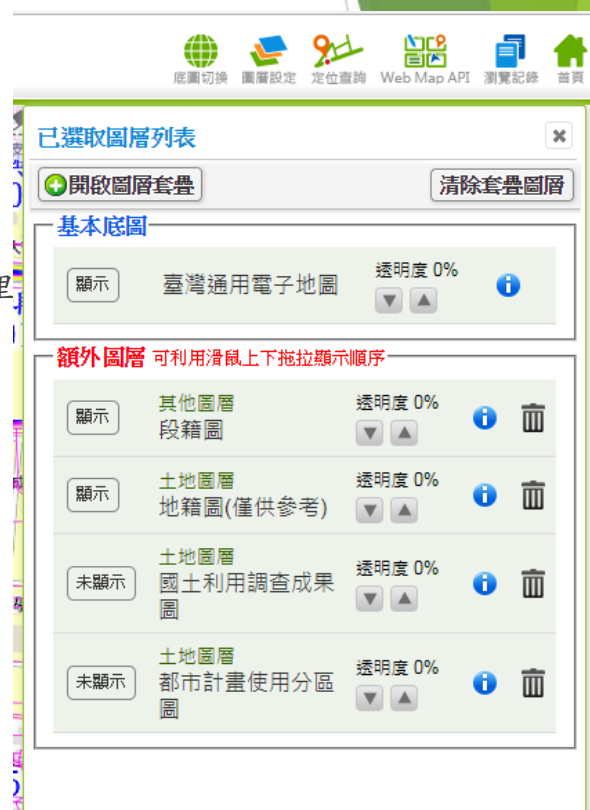 底圖切換 圖層設定 定位查詢 Web Map API 瀏覽記錄 首頁
已選取圖層列表
開啟圖層套疊 清除套疊圖層
基本底圖
顯示 臺灣通用電子地圖 透明度 0%
里
額外圖層 可利用滑鼠上下拖拉顯示順序
顯示 其他圖層 透明度 0%
段籍圖
顯示 土地圖層 透明度 0%
地籍圖(僅供參考)
未顯示 土地圖層 透明度 0%
國土利用調查成果
圖
未顯示 土地圖層 透明度 0%
都市計畫使用分區
圖